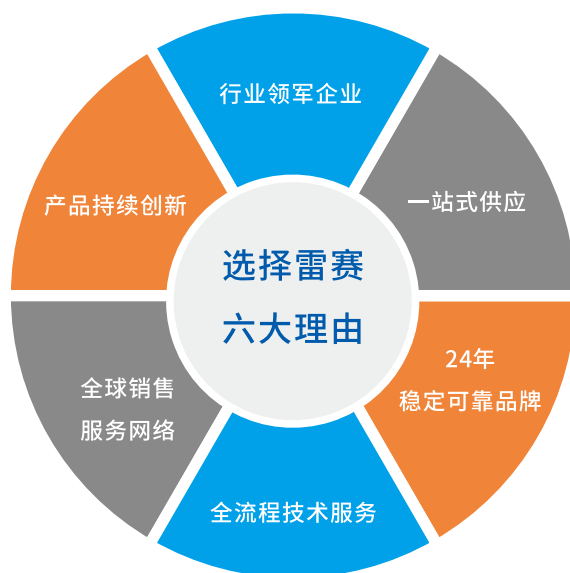 行业领军企业
一站式供应
24年
稳定可靠品牌
全流程技术服务
全球销售
服务网络
产品持续创新
选择雷赛
六大理由